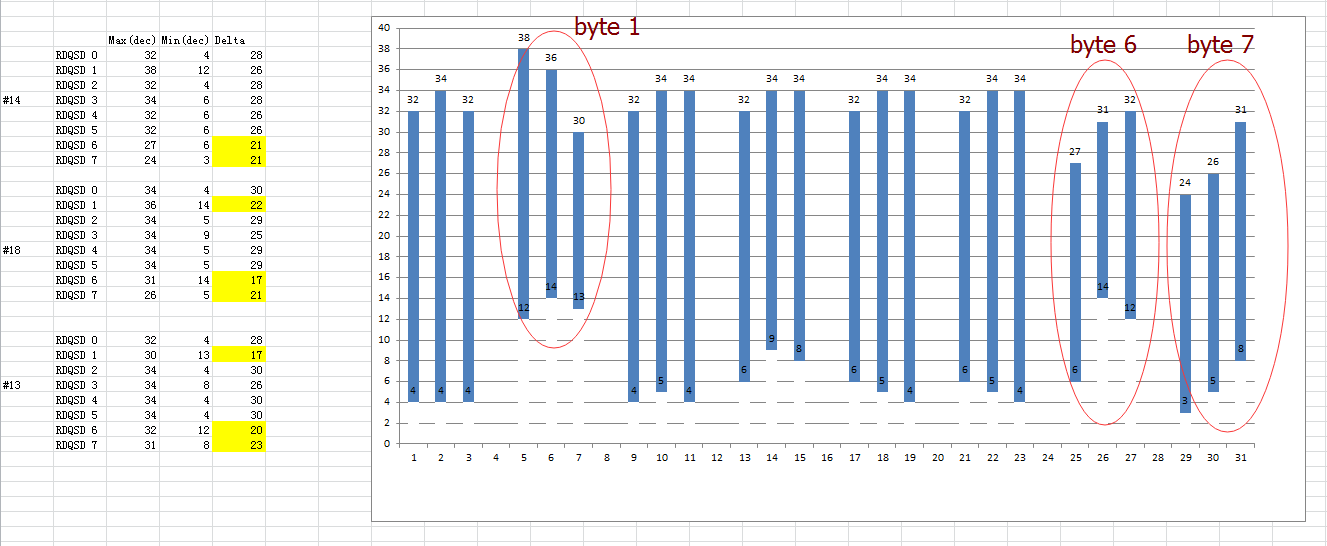 Max(dec) Min(dec) Delta
RDQSD 0 32 4 28
RDQSD 1 38 12 26
RDQSD 2 32 4 28
#14 RDQSD 3 34 6 28
RDQSD 4 32 6 26
RDQSD 5 32 6 26
RDQSD 6 27 6 21
RDQSD 7 24 3 21
RDQSD 0 34 4 30
RDQSD 1 36 14 22
RDQSD 2 34 5 29
RDQSD 3 34 9 25
#18 RDQSD 4 34 5 29
RDQSD 5 34 5 29
RDQSD 6 31 14 17
RDQSD 7 26 5 21
RDQSD 0 32 4 28
RDQSD 1 30 13 17
RDQSD 2 34 4 30
#13 RDQSD 3 34 8 26
RDQSD 4 34 4 30
RDQSD 5 34 4 30
RDQSD 6 32 12 20
RDQSD 7 31 8 23
byte 1
byte 6
byte 7
40
38
36
34
32
30
28
26
24
22
20
18
16
14
12
10
8
6
4
2
0
32 34 32 38 36 30 32 34 34 32 34 34 32 34 34 32 34 34 27 31 32 24 26 31
4 4 4 12 14 13 4 5 4 6 9 8 6 5 4 6 5 4 6 14 12 3 5 8
1 2 3 4 5 6 7 8 9 10 11 12 13 14 15 16 17 18 19 20 21 22 23 24 25 26 27 28 29 30 31